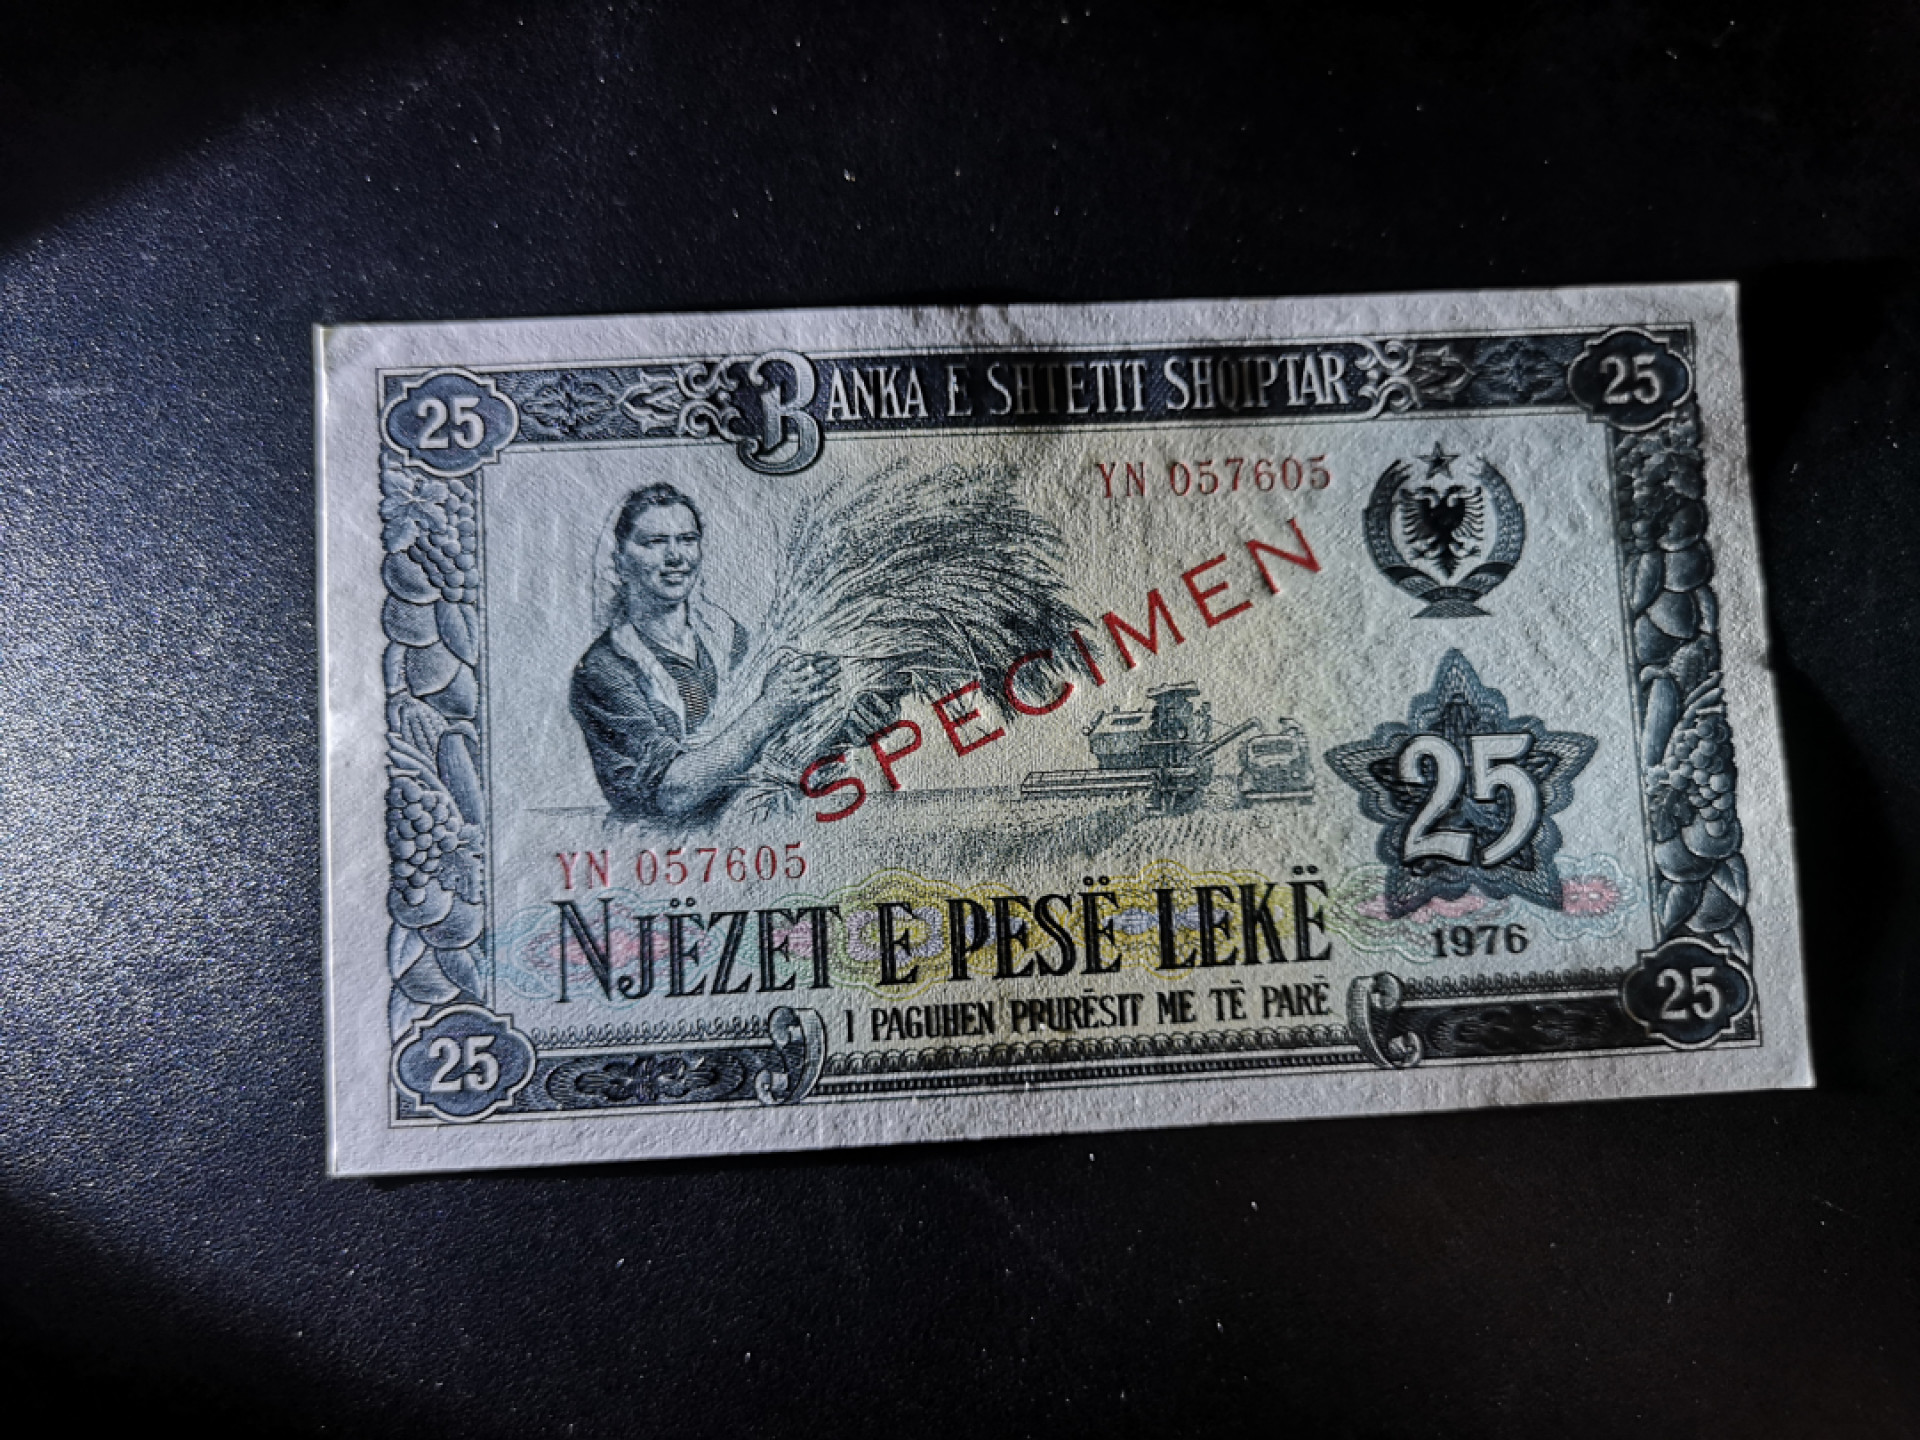 25
BANKA E SHTETIT SHQIPTAR
25
YN 057605
SPECIMEN
25
YN 057605
NJËZET E PESË LEKË
1976
I PAGUHEN PRURËSIT ME TË PARË
25
25